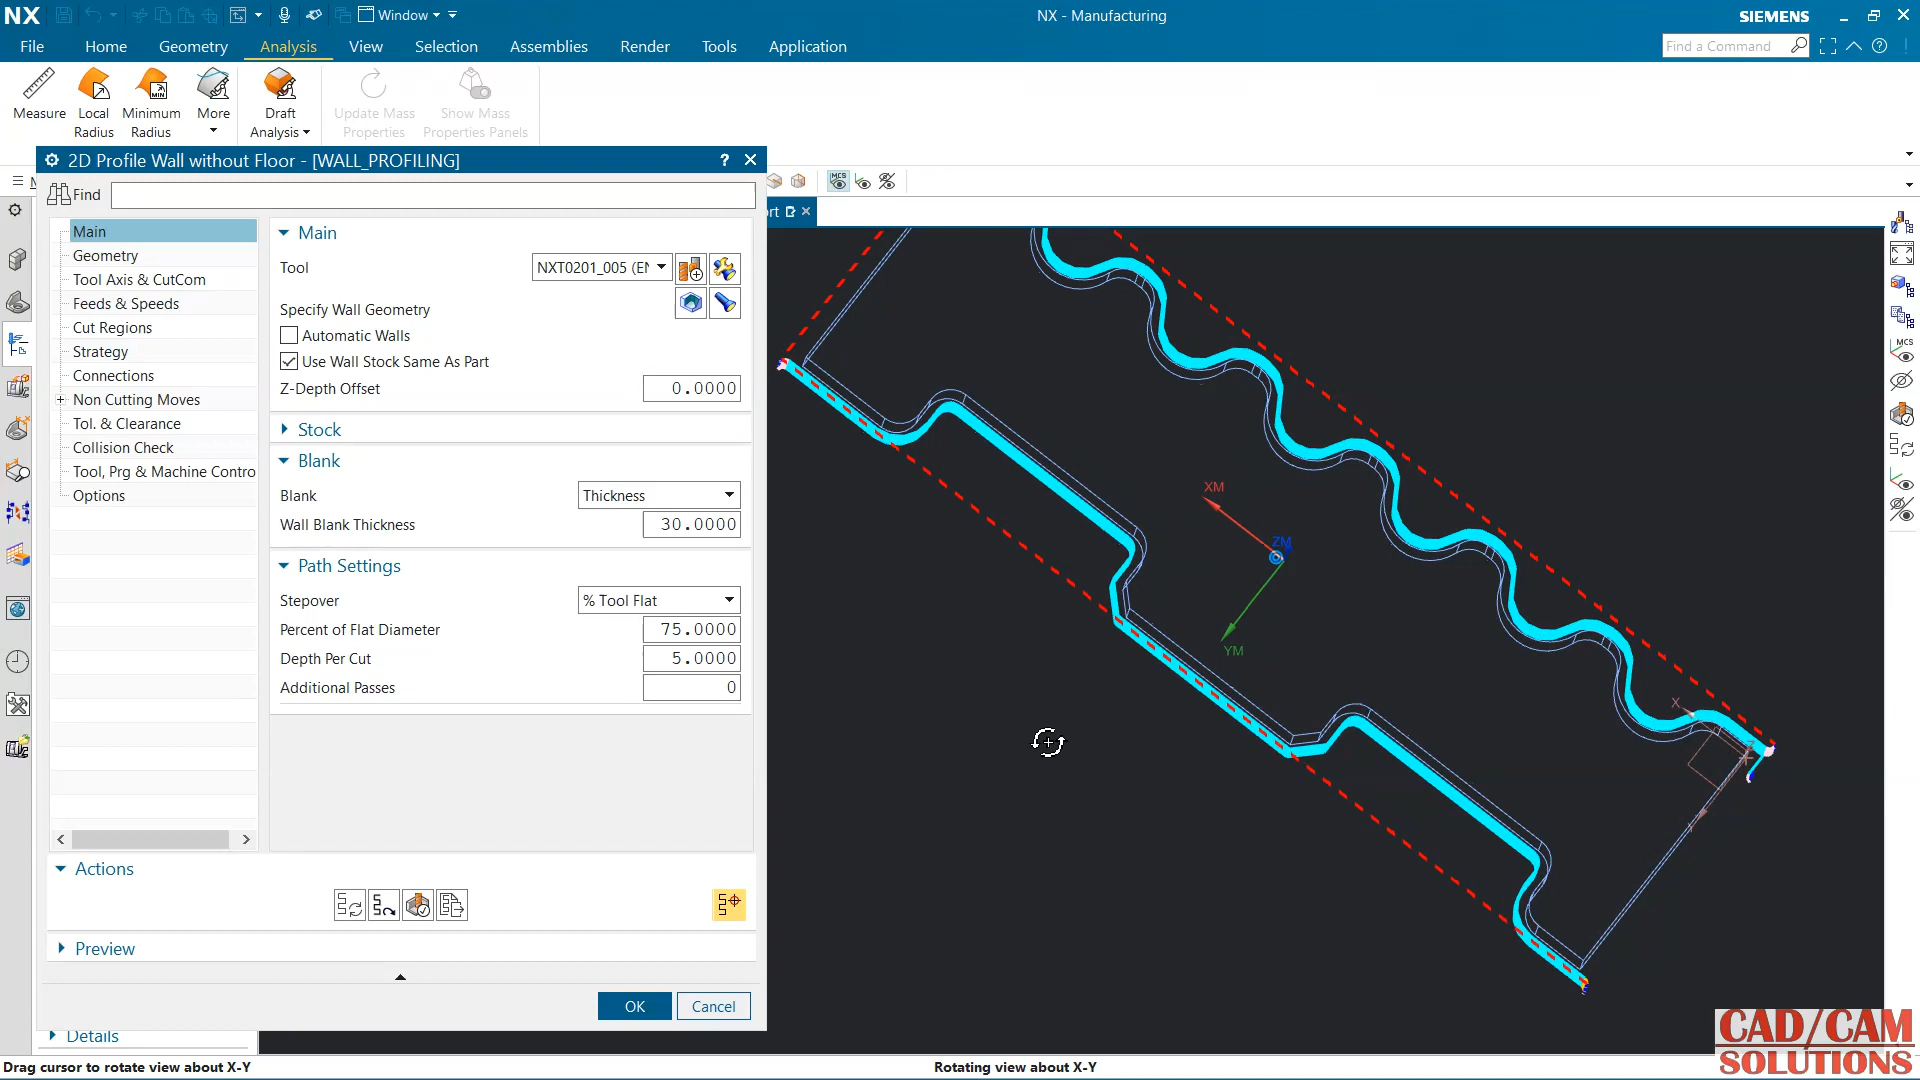 NX
Window
NX - Manufacturing
SIEMENS
File
Home
Geometry
Analysis
View
Selection
Assemblies
Render
Tools
Application
Find a Command
Measure
Local
Radius
Minimum
Radius
More
Draft
Analysis
Update Mass
Properties
Show Mass
Properties Panels
2D Profile Wall without Floor - [WALL_PROFILING]
?
MCS
Find
Main
Geometry
Tool Axis & CutCom
Feeds & Speeds
Cut Regions
Strategy
Connections
Non Cutting Moves
Tol. & Clearance
Collision Check
Tool, Prg & Machine Contro
Options
Main
Tool
NXT0201_005 (EN
Specify Wall Geometry
Automatic Walls
Use Wall Stock Same As Part
Z-Depth Offset
0.0000
Stock
Blank
Blank
Thickness
Wall Blank Thickness
30.0000
Path Settings
Stepover
% Tool Flat
Percent of Flat Diameter
75.0000
Depth Per Cut
5.0000
Additional Passes
0
Actions
Preview
OK
Cancel
Details
rt
XM
ZM
YM
X
Y
MCS
CAD/CAM
SOLUTIONS
Drag cursor to rotate view about X-Y
Rotating view about X-Y